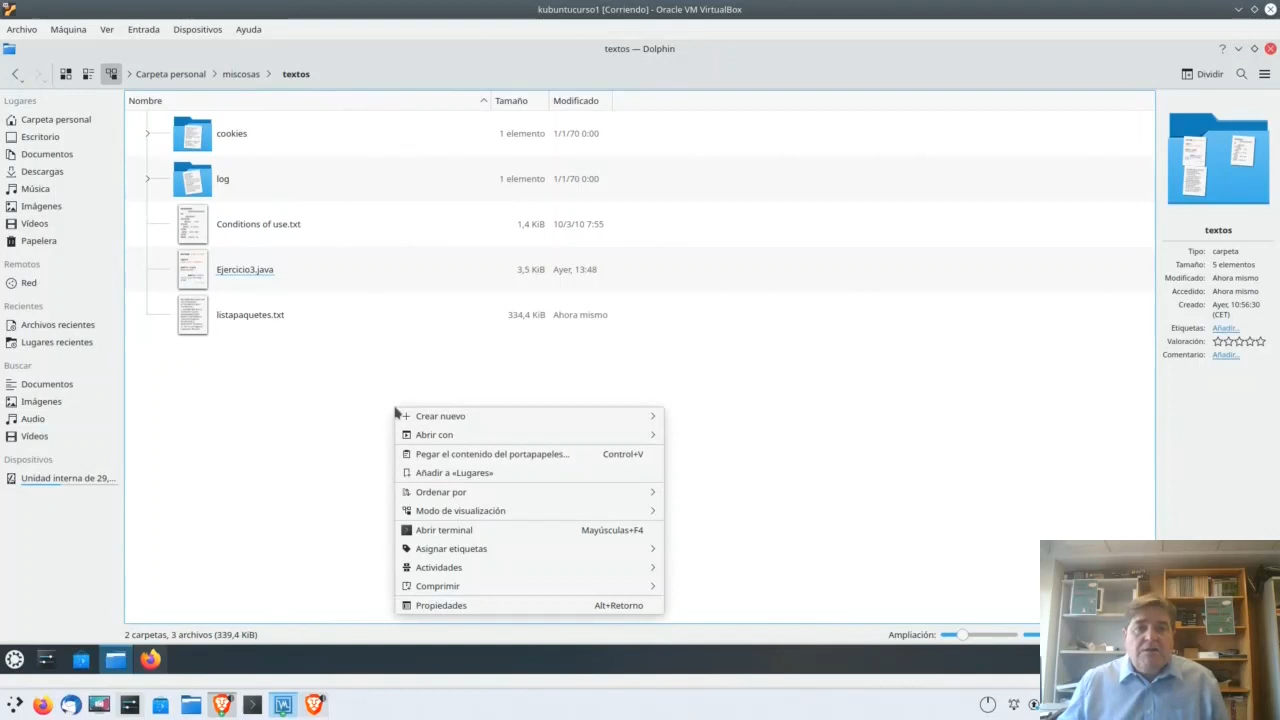 kubuntucurso1 [Corriendo] - Oracle VM VirtualBox
Archivo Máquina Ver Entrada Dispositivos Ayuda
textos — Dolphin
Carpeta personal miscosas textos
Dividir
Lugares
Carpeta personal
Escritorio
Documentos
Descargas
Música
Imágenes
Vídeos
Papelera
Remotos
Red
Recientes
Archivos recientes
Lugares recientes
Buscar
Documentos
Imágenes
Audio
Vídeos
Dispositivos
Unidad interna de 29,...
Nombre Tamaño Modificado
cookies 1 elemento 1/1/70 0:00
log 1 elemento 1/1/70 0:00
Conditions of use.txt 1,4 KiB 10/3/10 7:55
Ejercicio3.java 3,5 KiB Ayer, 13:48
listapaquetes.txt 334,4 KiB Ahora mismo
Crear nuevo
Abrir con
Pegar el contenido del portapapeles... Control+V
Añadir a «Lugares»
Ordenar por
Modo de visualización
Abrir terminal Mayúsculas+F4
Asignar etiquetas
Actividades
Comprimir
Propiedades Alt+Retorno
textos
Tipo: carpeta
Tamaño: 5 elementos
Modificado: Ahora mismo
Accedido: Ahora mismo
Creado: Ayer, 10:56:30
(CET)
Etiquetas: Añadir...
Valoración:
Comentario: Añadir...
2 carpetas, 3 archivos (339,4 KiB)
Ampliación: